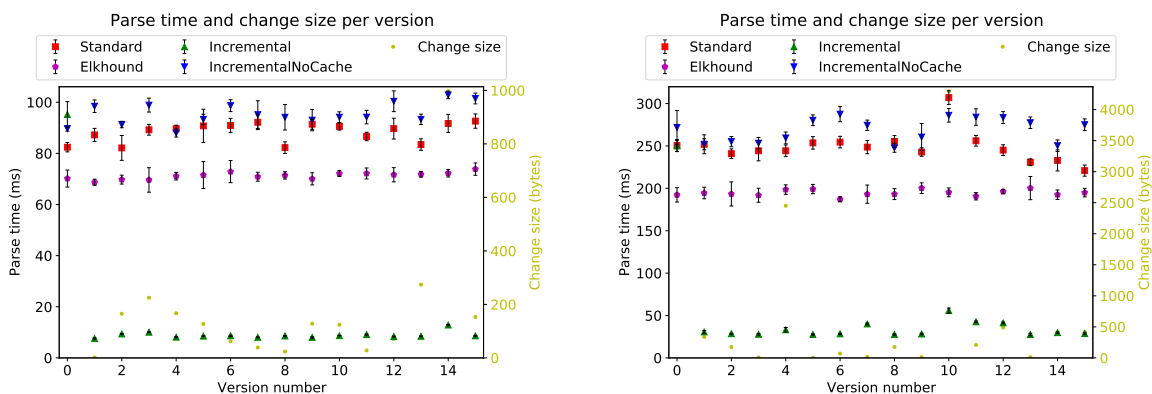 Parse time and change size per version
Standard Incremental Change size
Elkhound IncrementalNoCache
100
80
60
40
20
0
Parse time (ms)
1000
800
600
400
200
0
Change size (bytes)
0 2 4 6 8 10 12 14
Version number
Parse time and change size per version
Standard Incremental Change size
Elkhound IncrementalNoCache
300
250
200
150
100
50
0
Parse time (ms)
4000
3500
3000
2500
2000
1500
1000
500
0
Change size (bytes)
0 2 4 6 8 10 12 14
Version number